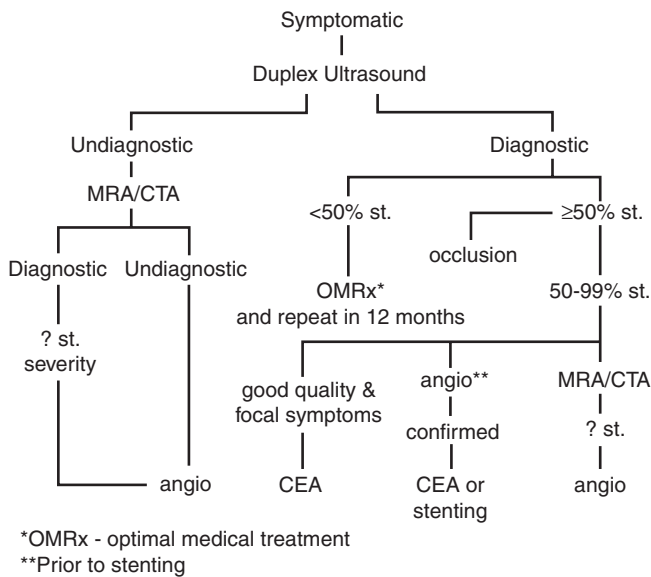 Symptomatic
Duplex Ultrasound
Undiagnostic
Diagnostic
MRA/CTA
<50% st.
≥50% st.
occlusion
Diagnostic
Undiagnostic
OMRx*
and repeat in 12 months
50-99% st.
? st.
severity
good quality &
focal symptoms
angio**
MRA/CTA
confirmed
? st.
angio
CEA
CEA or
stenting
angio
*OMRx - optimal medical treatment
**Prior to stenting